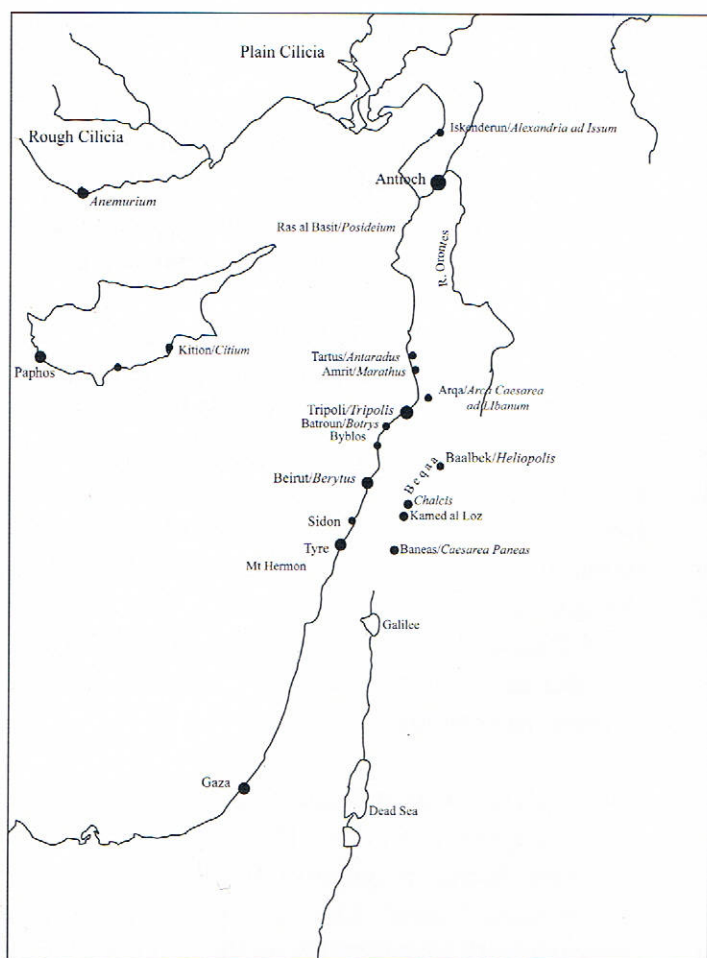 Plain Cilicia
Iskenderun/Alexandria ad Issum
Rough Cilicia
Antioch
Anemurium
Ras al Basit/Posideium
R. Orontes
Kition/Citium
Tartus/Antaradus
Paphos
Amrit/Marathus
Arqa/Arca Caesarea
ad LIbanum
Tripoli/Tripolis
Batroun/Botrys
Byblos
Baalbek/Heliopolis
Beqaa
Beirut/Berytus
Chalcis
Kamed al Loz
Sidon
Tyre
Baneas/Caesarea Paneas
Mt Hermon
Galilee
Gaza
Dead Sea